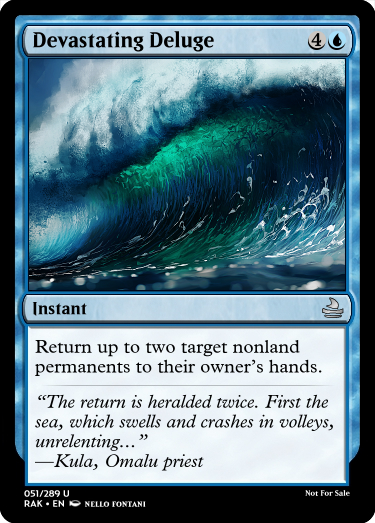 Devastating Deluge 4
Instant
Return up to two target nonland
permanents to their owner’s hands.
“The return is heralded twice. First the
sea, which swells and crashes in volleys,
unrelenting…”
—Kula, Omalu priest
051/289 U Not For Sale
RAK • EN NELLO FONTANI